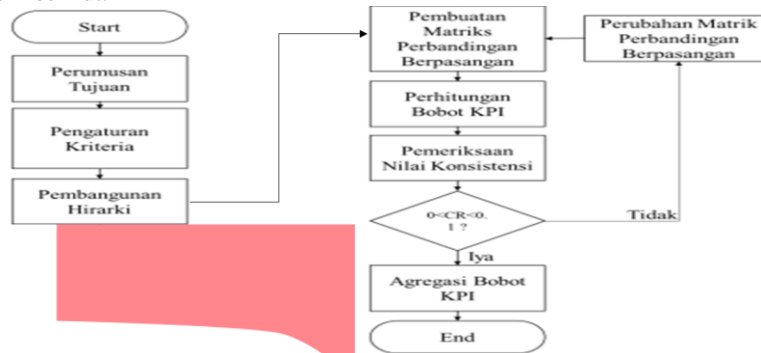 Start
Perumusan
Tujuan
Pengaturan
Kriteria
Pembangunan
Hirarki
Pembuatan
Matriks
Perbandingan
Berpasangan
Perubahan Matrik
Perbandingan
Berpasangan
Perhitungan
Bobot KPI
Pemeriksaan
Nilai Konsistensi
0<CR<0.
1 ?
Tidak
Iya
Agregasi Bobot
KPI
End